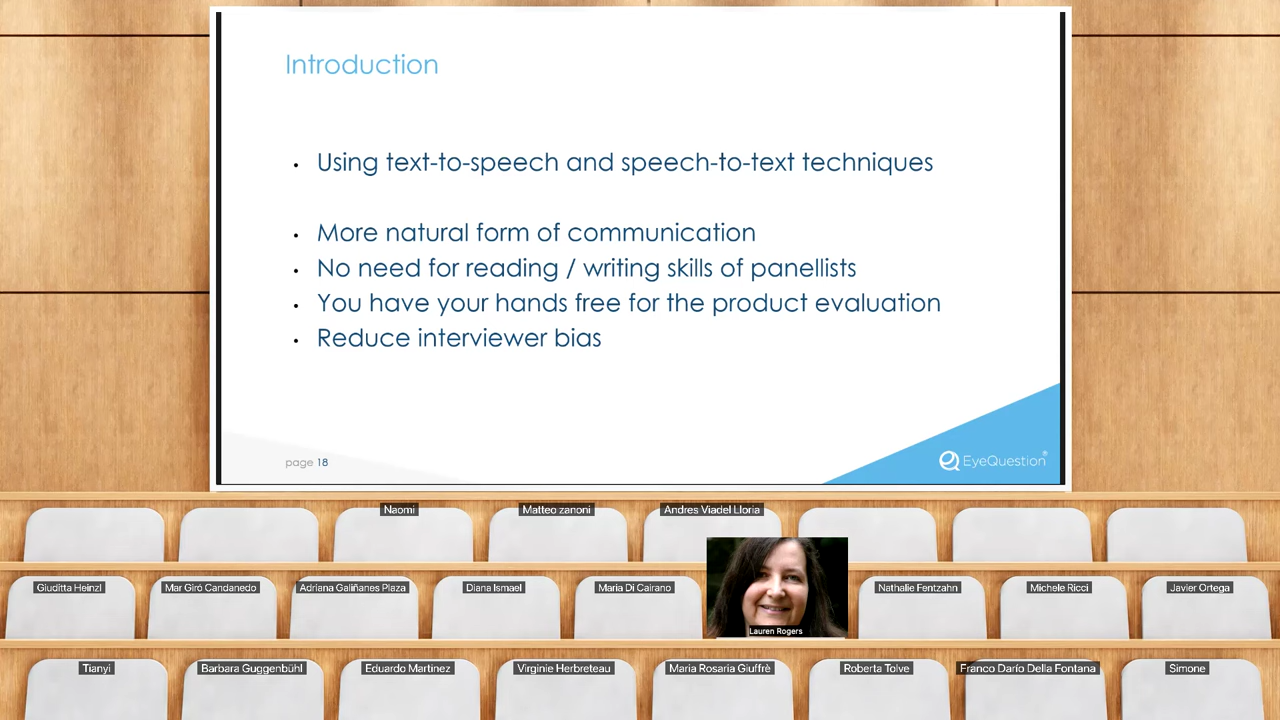 Introduction
• Using text-to-speech and speech-to-text techniques
• More natural form of communication
• No need for reading / writing skills of panellists
• You have your hands free for the product evaluation
• Reduce interviewer bias
page 18
EyeQuestion®
Naomi
Matteo zanoni
Andres Viadel Lloria
Giuditta Heinzl
Mar Giró Candanedo
Adriana Galiñanes Plaza
Diana Ismael
Maria Di Cairano
Lauren Rogers
Nathalie Fentzahn
Michele Ricci
Javier Ortega
Tianyi
Barbara Guggenbühl
Eduardo Martinez
Virginie Herbreteau
Maria Rosaria Giuffrè
Roberta Tolve
Franco Darío Della Fontana
Simone